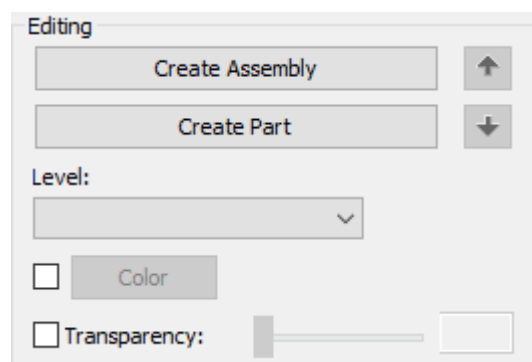 Editing
Create Assembly
Create Part
Level:
Color
Transparency: